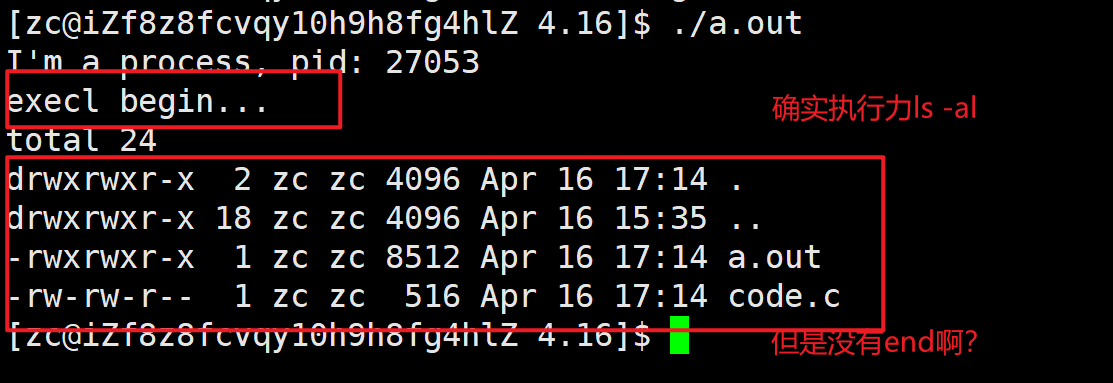 [zc@iZf8z8fcvqy10h9h8fg4hlZ 4.16]$ ./a.out
I'm a process, pid: 27053
execl begin...
确实执行力ls -al
total 24
drwxrwxr-x  2 zc zc 4096 Apr 16 17:14 .
drwxrwxr-x 18 zc zc 4096 Apr 16 15:35 ..
-rwxrwxr-x  1 zc zc 8512 Apr 16 17:14 a.out
-rw-rw-r--  1 zc zc  516 Apr 16 17:14 code.c
[zc@iZf8z8fcvqy10h9h8fg4hlZ 4.16]$
但是没有end啊?